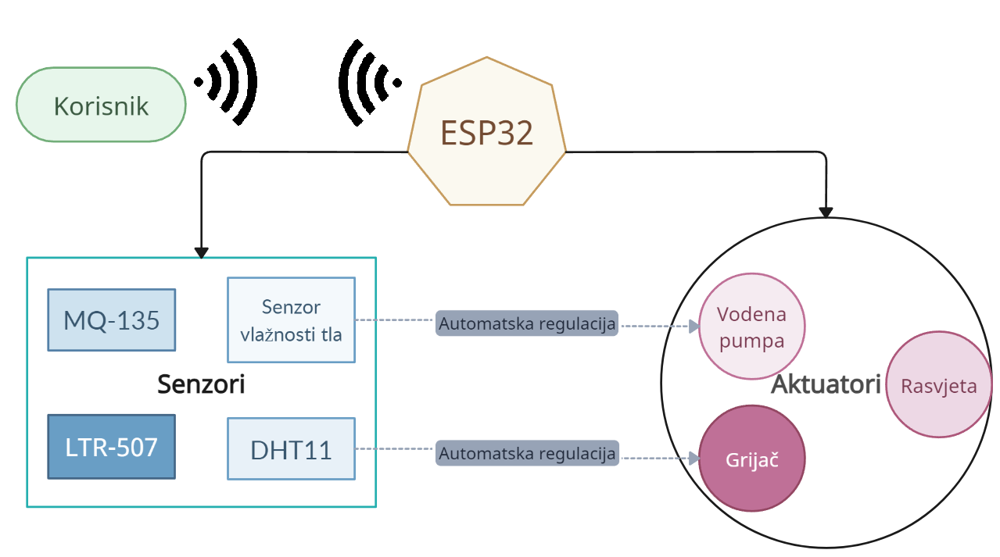 Korisnik
ESP32
MQ-135
Senzor
vlažnosti tla
Senzori
LTR-507
DHT11
Automatska regulacija
Automatska regulacija
Vodena
pumpa
Aktuatori
Rasvjeta
Grijač